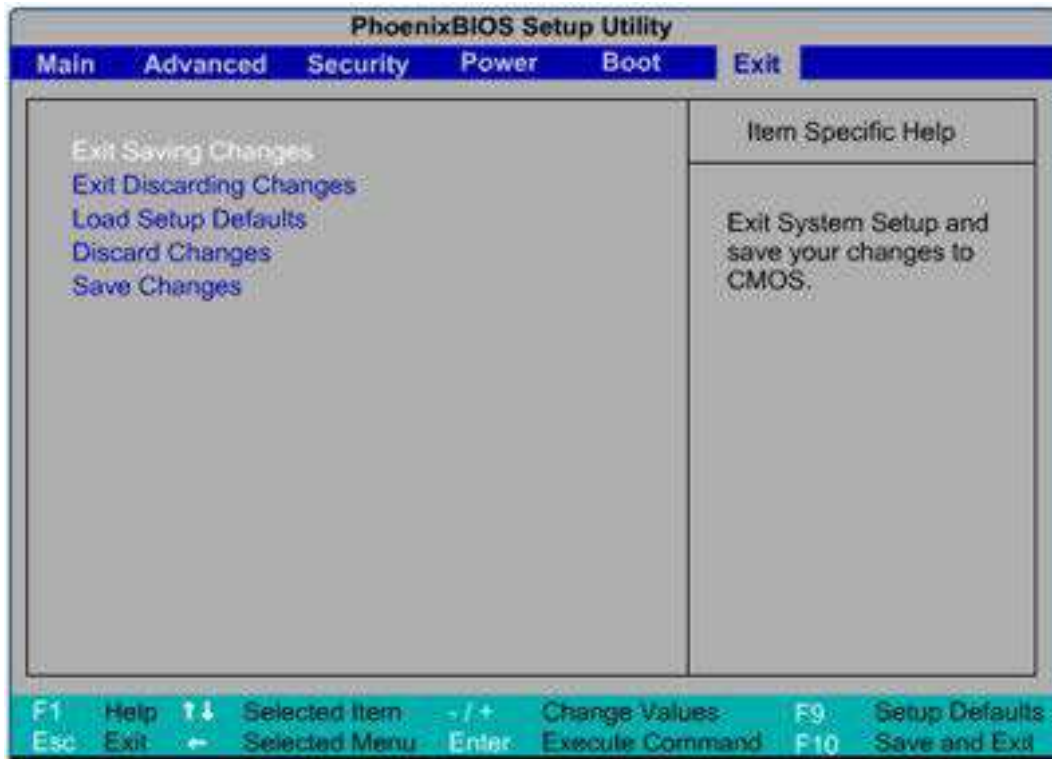 PhoenixBIOS Setup Utility
Main Advanced Security Power Boot Exit
Exit Saving Changes
Exit Discarding Changes
Load Setup Defaults
Discard Changes
Save Changes
Item Specific Help
Exit System Setup and
save your changes to
CMOS.
F1 Help ↑↓ Selected Item -/+ Change Values F9 Setup Defaults
Esc Exit ← Selected Menu Enter Execute Command F10 Save and Exit